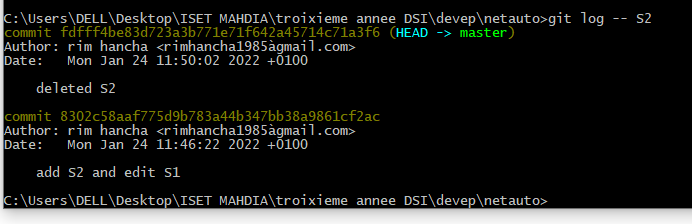 C:\Users\DELL\Desktop\ISET MAHDIA\troixieme annee DSI\devep\netauto>git log -- S2
commit fdfff4be83d723a3b771e71f642a45714c71a3f6 (HEAD -> master)
Author: rim hancha <rimhancha1985àgmail.com>
Date:   Mon Jan 24 11:50:02 2022 +0100
    deleted S2
commit 8302c58aaf775d9b783a44b347bb38a9861cf2ac
Author: rim hancha <rimhancha1985àgmail.com>
Date:   Mon Jan 24 11:46:22 2022 +0100
    add S2 and edit S1
C:\Users\DELL\Desktop\ISET MAHDIA\troixieme annee DSI\devep\netauto>